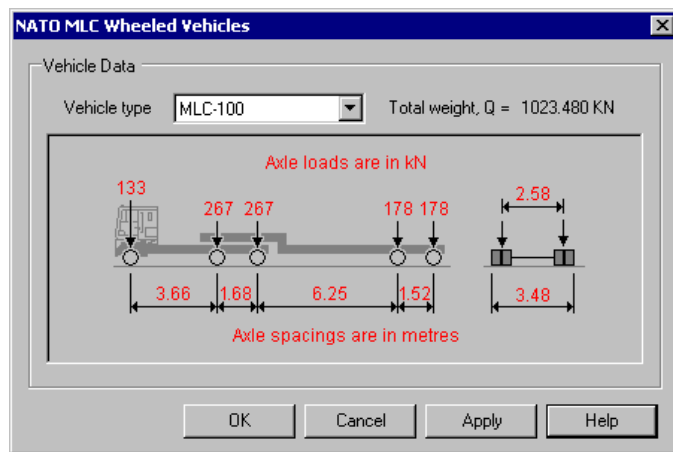 NATO MLC Wheeled Vehicles
Vehicle Data
Vehicle type MLC-100 Total weight, Q = 1023.480 KN
Axle loads are in kN
133
267 267 178 178
2.58
3.66 1.68 6.25 1.52 3.48
Axle spacings are in metres
OK Cancel Apply Help